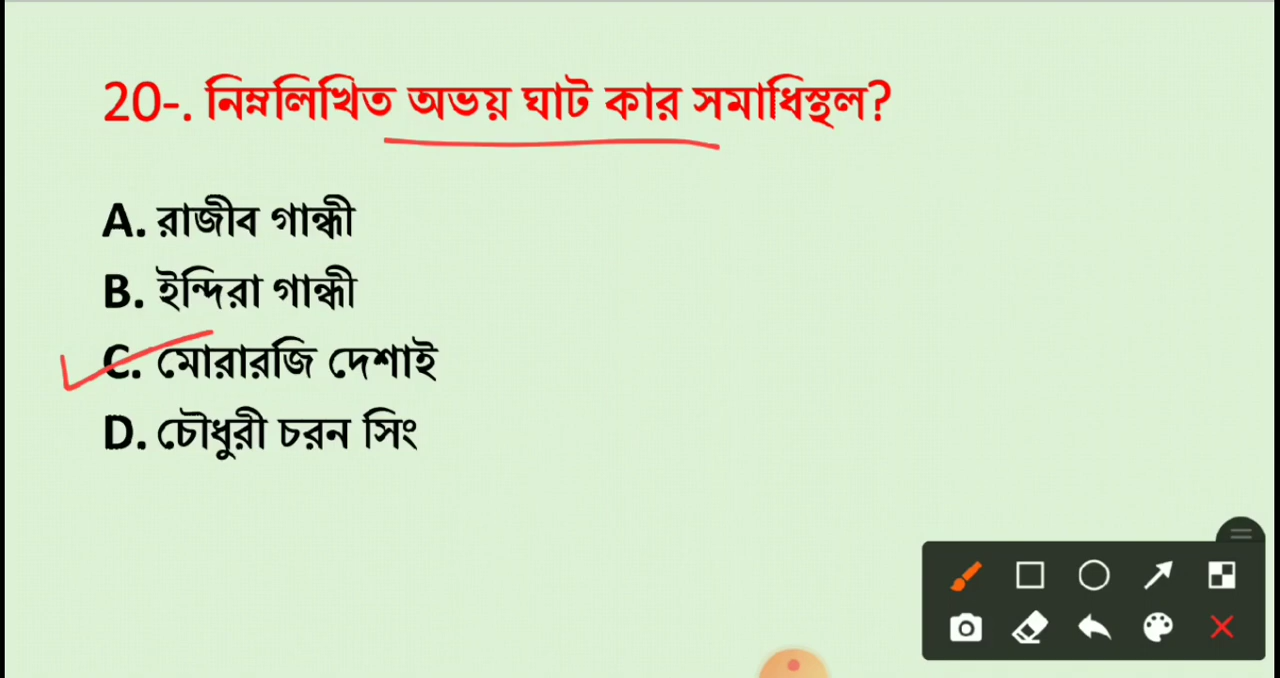 20-. নিম্নলিখিত অভয় ঘাট কার সমাধিস্থল?
A. রাজীব গান্ধী
B. ইন্দিরা গান্ধী
C. মোরারজি দেশাই
D. চৌধুরী চরন সিং